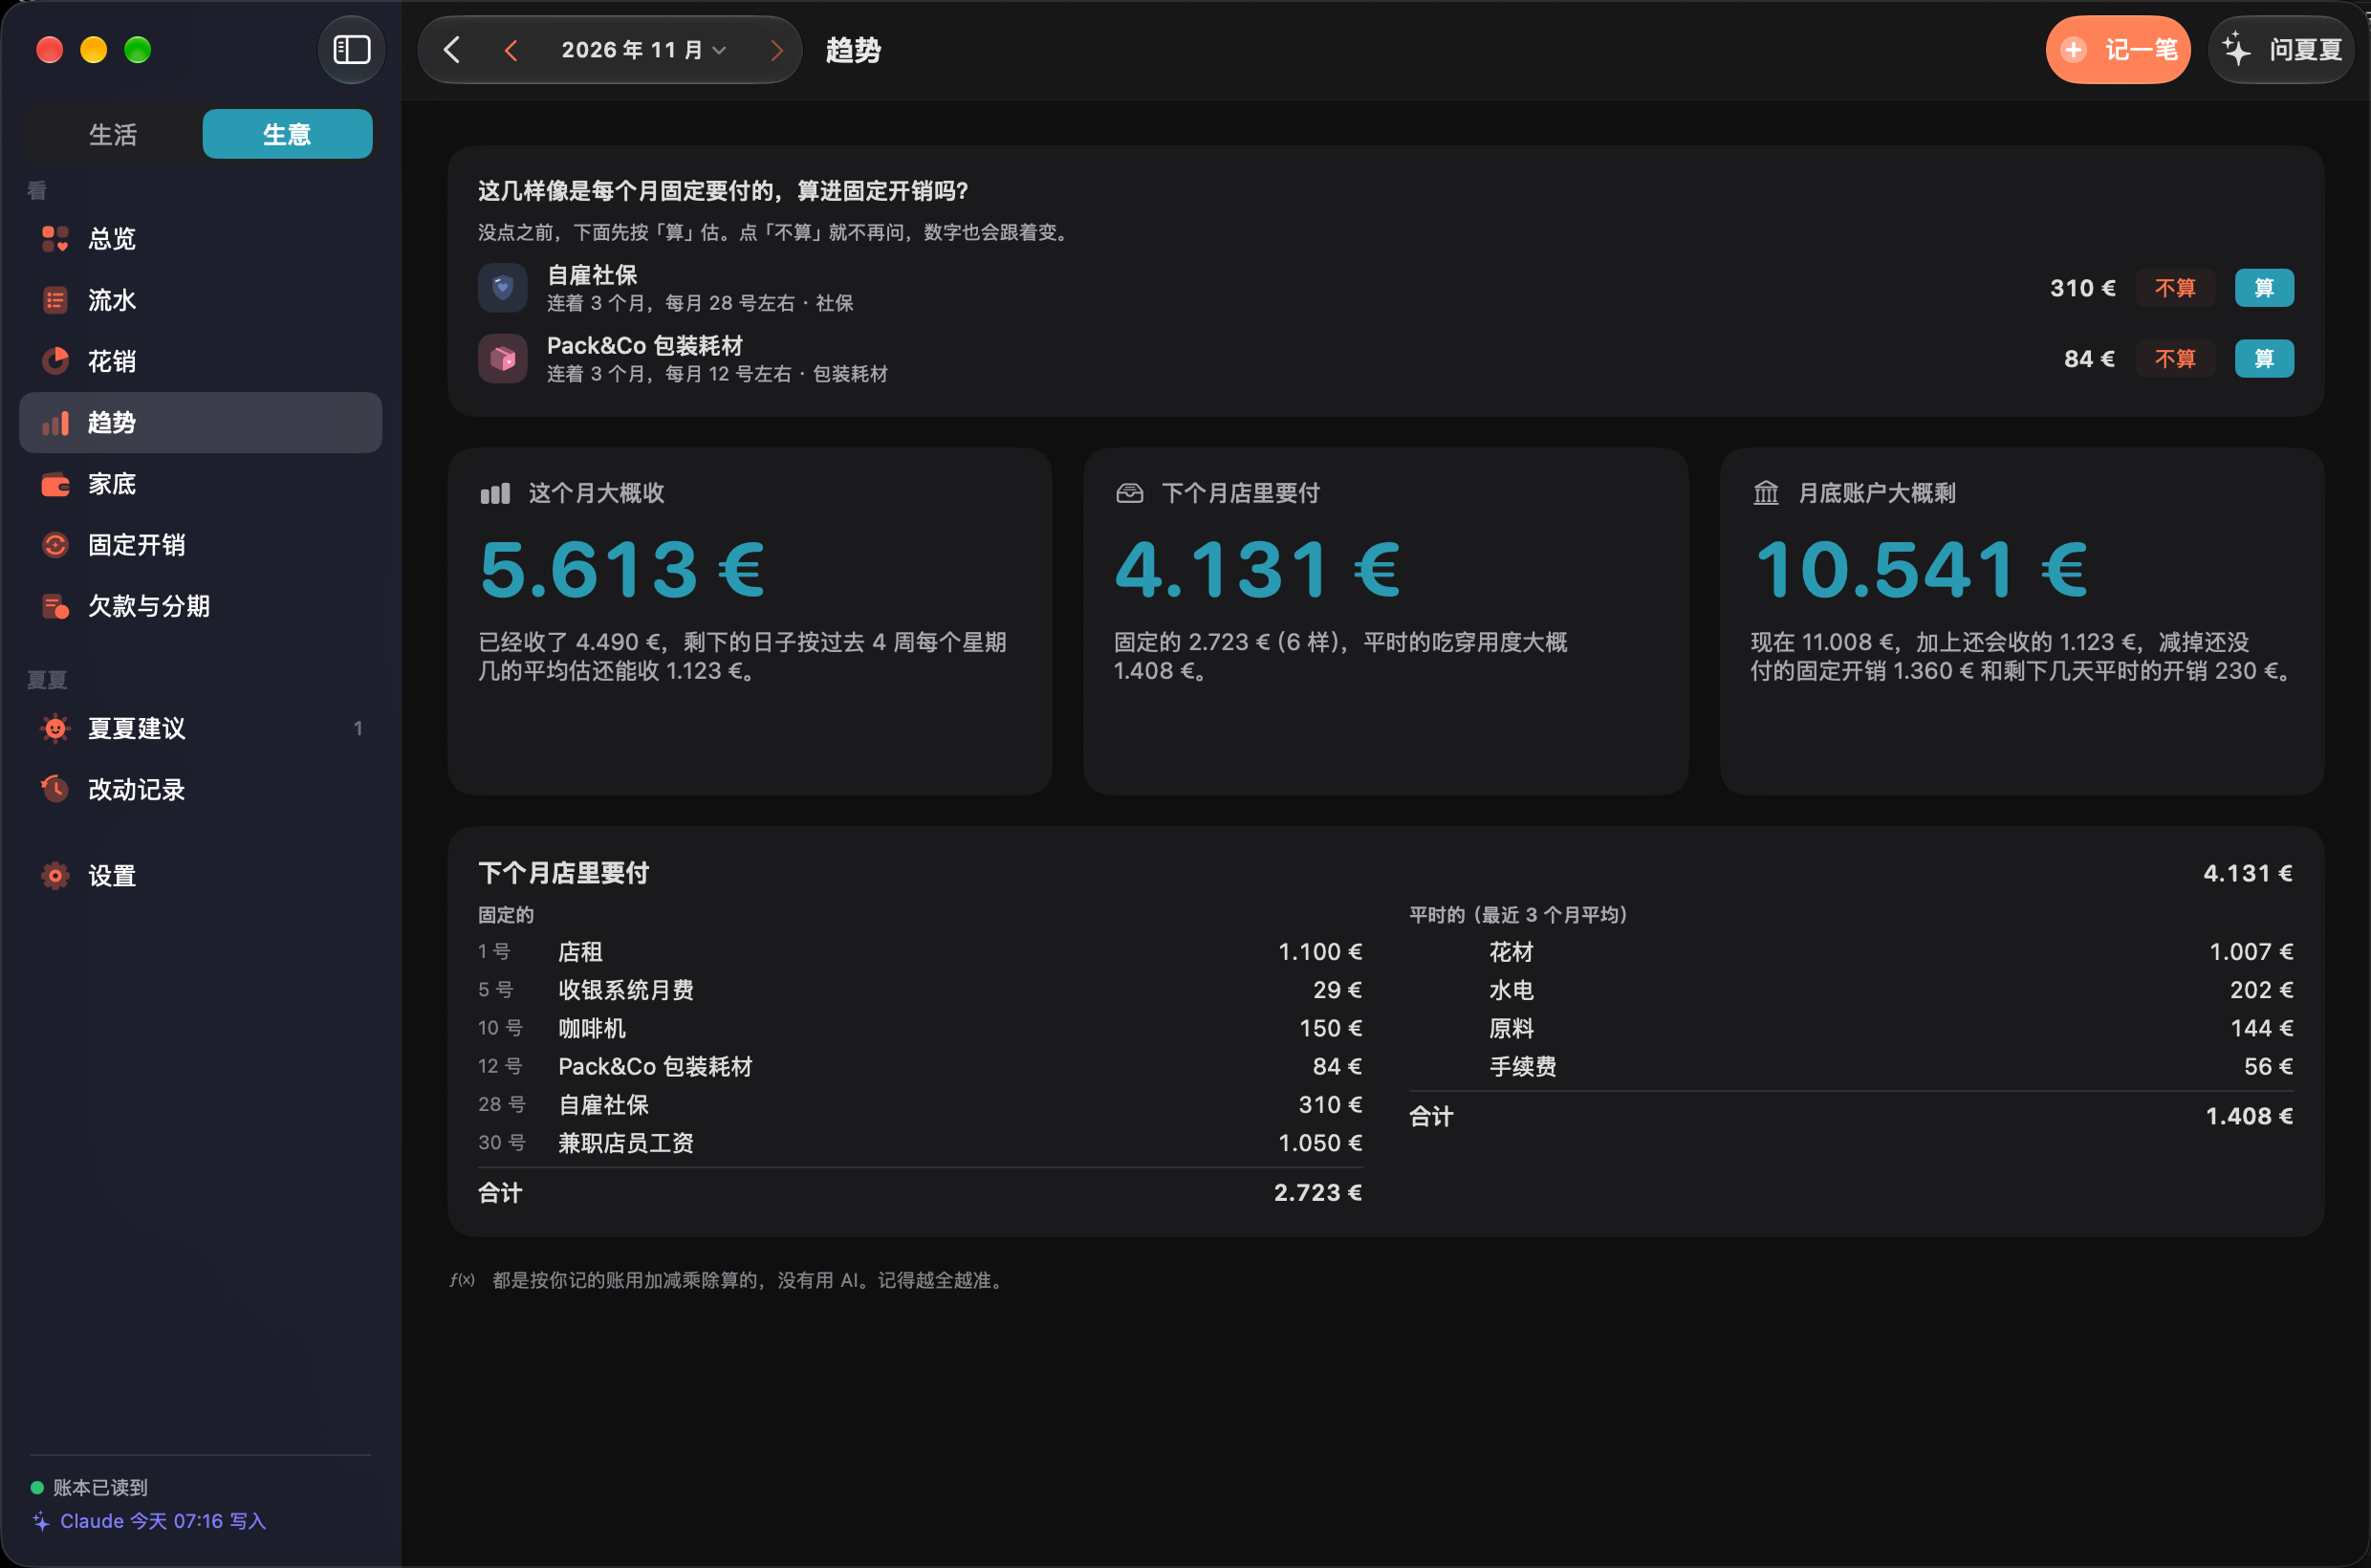 2026 年 11 月
趋势
记一笔
问夏夏
生活
生意
看
总览
流水
花销
趋势
家底
固定开销
欠款与分期
夏夏
夏夏建议
1
改动记录
设置
账本已读到
Claude 今天 07:16 写入
这几样像是每个月固定要付的，算进固定开销吗？
没点之前，下面先按「算」估。点「不算」就不再问，数字也会跟着变。
自雇社保
连着 3 个月，每月 28 号左右 · 社保
310 €
不算
算
Pack&Co 包装耗材
连着 3 个月，每月 12 号左右 · 包装耗材
84 €
不算
算
这个月大概收
5.613 €
已经收了 4.490 €，剩下的日子按过去 4 周每个星期
几的平均估还能收 1.123 €。
下个月店里要付
4.131 €
固定的 2.723 €（6 样），平时的吃穿用度大概
1.408 €。
月底账户大概剩
10.541 €
现在 11.008 €，加上还会收的 1.123 €，减掉还没
付的固定开销 1.360 € 和剩下几天平时的开销 230 €。
下个月店里要付
4.131 €
固定的
1 号 店租 1.100 €
5 号 收银系统月费 29 €
10 号 咖啡机 150 €
12 号 Pack&Co 包装耗材 84 €
28 号 自雇社保 310 €
30 号 兼职店员工资 1.050 €
合计 2.723 €
平时的（最近 3 个月平均）
花材 1.007 €
水电 202 €
原料 144 €
手续费 56 €
合计 1.408 €
f(x) 都是按你记的账用加减乘除算的，没有用 AI。记得越全越准。